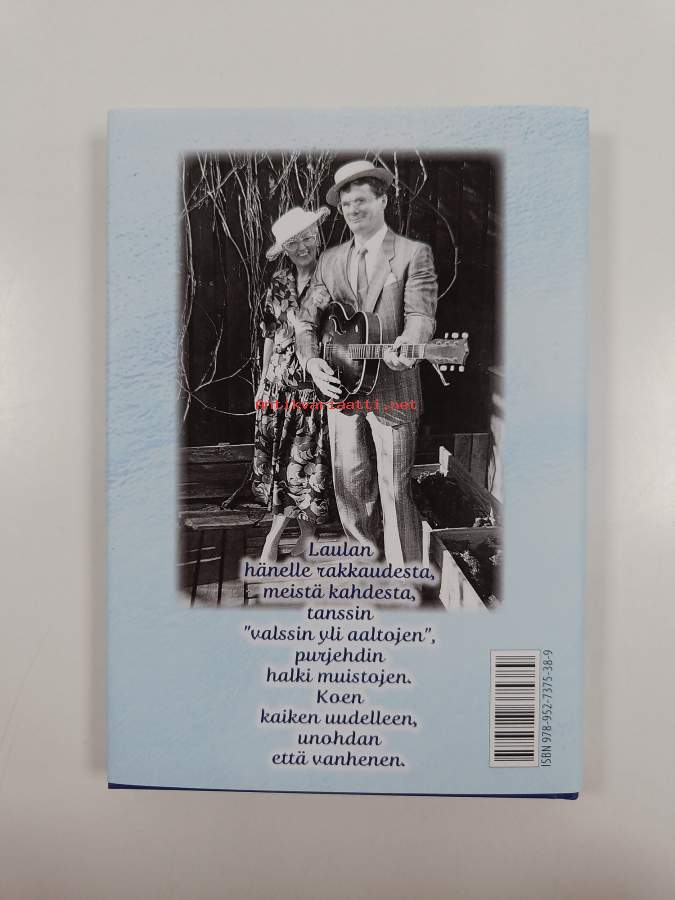 Antikvariaatti.net
Laulan
hänelle rakkaudesta,
meistä kahdesta,
tanssin
"valssin yli aaltojen",
purjehdin
halki muistojen.
Koen
kaiken uudelleen,
unohdan
että vanhenen.
ISBN 978-952-7375-38-9